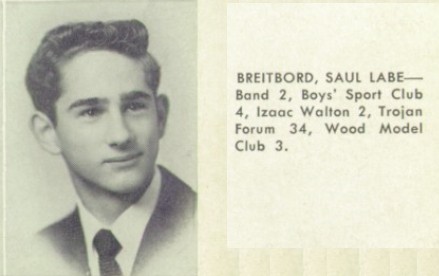 BREITBORD, SAUL LABE—
Band 2, Boys' Sport Club
4, Izaac Walton 2, Trojan
Forum 34, Wood Model
Club 3.